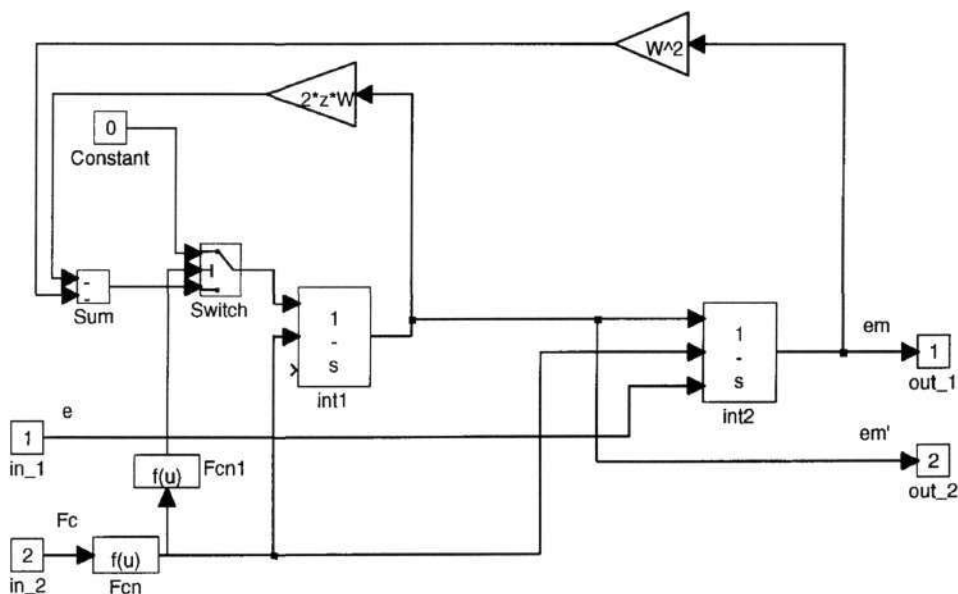 W^2
2*z*W
0
Constant
-
-
Sum
Switch
1
-
s
int1
1
-
s
int2
em
1
out_1
e
1
in_1
f(u)
Fcn1
em'
2
out_2
Fc
2
in_2
f(u)
Fcn